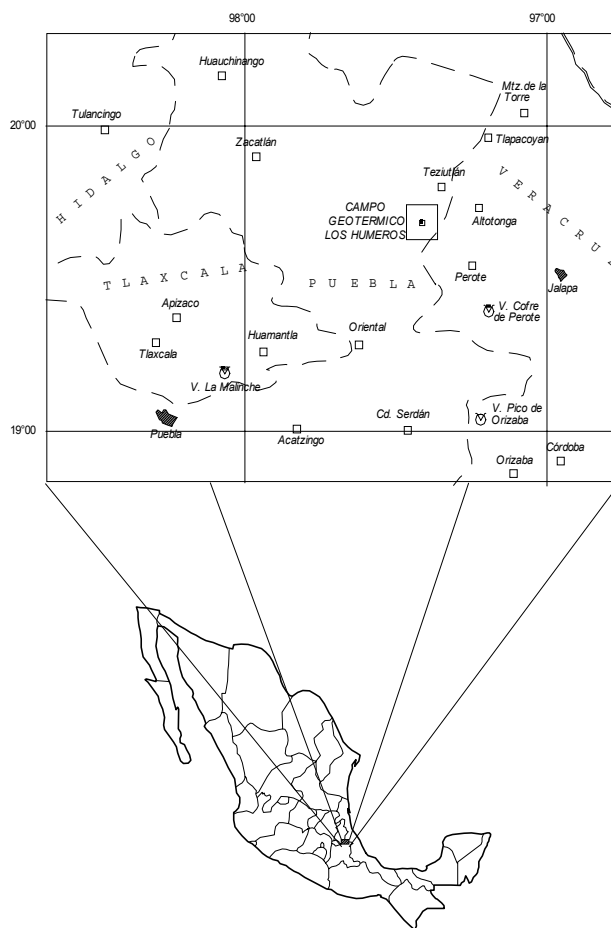 98°00
97°00
Huauchinango
Mtz.de la
Torre
Tulancingo
20°00
Tlapacoyan
Zacatlán
Teziutlán
HIDALGO
VERACRUZ
CAMPO
GEOTERMICO
LOS HUMEROS
Altotonga
TLAXCALA
PUEBLA
Perote
Jalapa
Apizaco
V. Cofre
de Perote
Tlaxcala
Huamantla
Oriental
V. La Malinche
Puebla
19°00
Acatzingo
Cd. Serdán
V. Pico de
Orizaba
Orizaba
Córdoba